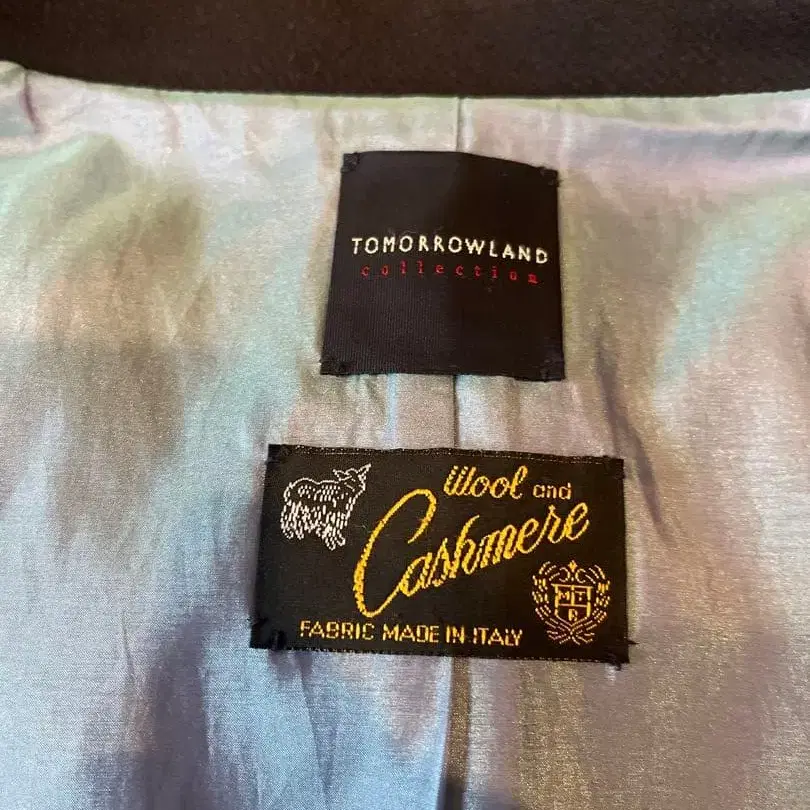 TOMORROWLAND
collection
Wool and
Cashmere
FABRIC MADE IN ITALY